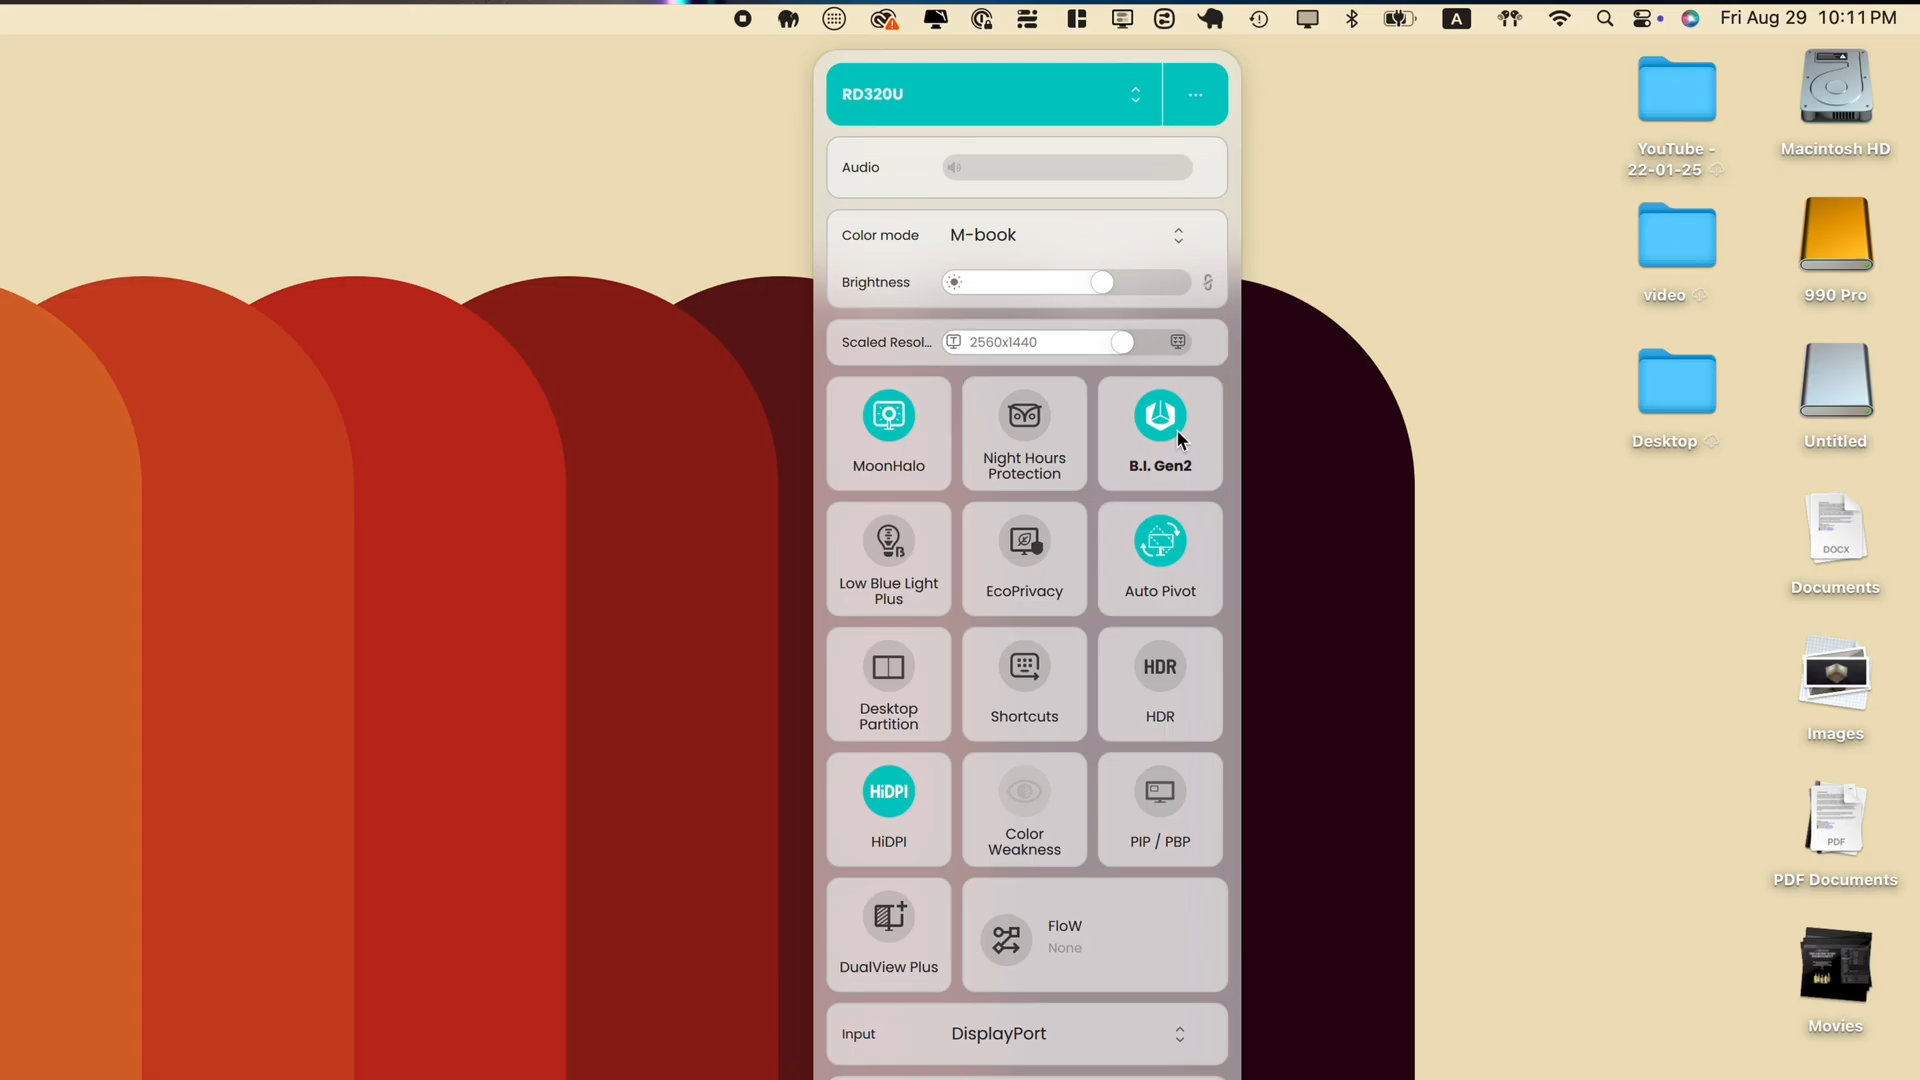 A
Fri Aug 29 10:11 PM
RD320U
Audio
Color mode
M-book
Brightness
Scaled Resol...
2560x1440
MoonHalo
Night Hours
Protection
B.I. Gen2
Low Blue Light
Plus
EcoPrivacy
Auto Pivot
Desktop
Partition
Shortcuts
HDR
HDR
HiDPI
HiDPI
Color
Weakness
PIP / PBP
DualView Plus
FloW
None
Input
DisplayPort
YouTube -
22-01-25
Macintosh HD
video
990 Pro
Desktop
Untitled
DOCX
Documents
Images
PDF
PDF Documents
Movies